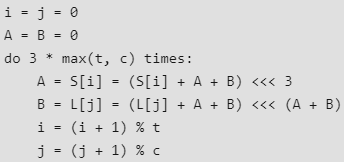 i = j = 0
A = B = 0
do 3 * max(t, c) times:
    A = S[i] = (S[i] + A + B) <<< 3
    B = L[j] = (L[j] + A + B) <<< (A + B)
    i = (i + 1) % t
    j = (j + 1) % c